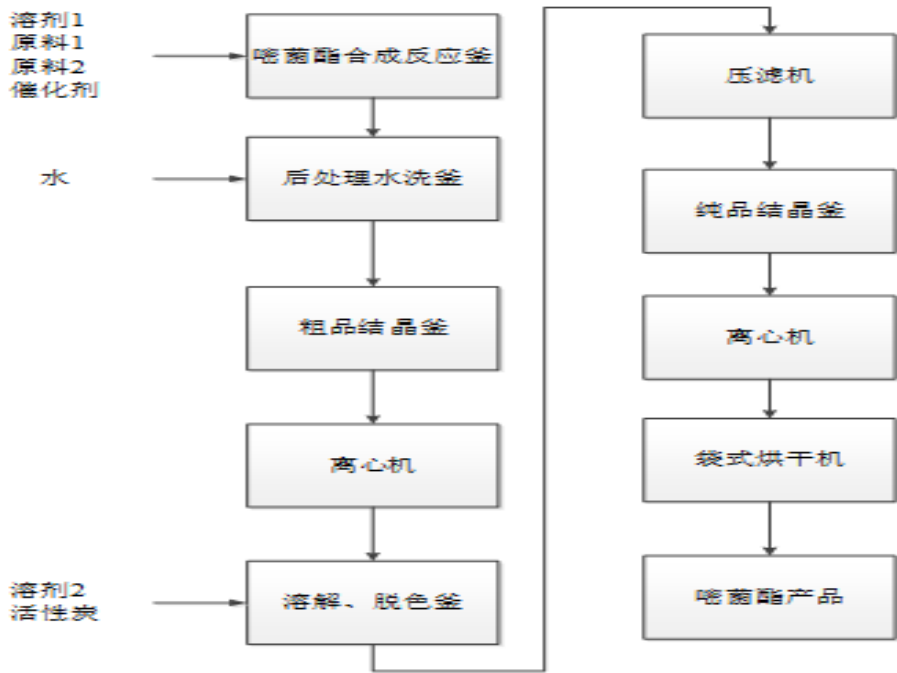 溶剂1
原料1
原料2
催化剂
嘧菌酯合成反应釜
水
后处理水洗釜
粗品结晶釜
离心机
溶剂2
活性炭
溶解、脱色釜
压滤机
纯品结晶釜
离心机
袋式烘干机
嘧菌酯产品